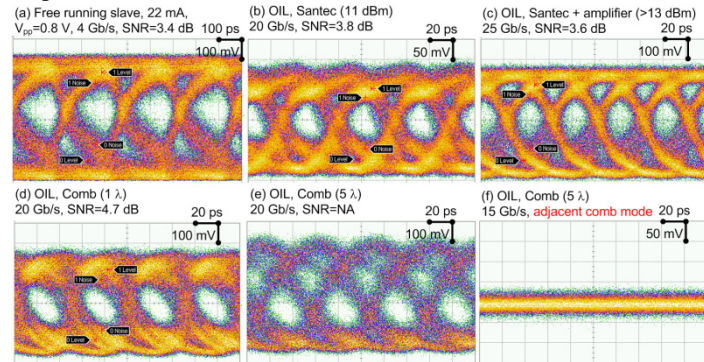 (a) Free running slave, 22 mA,
Vpp=0.8 V, 4 Gb/s, SNR=3.4 dB
100 ps
100 mV
1 Level
1 Noise
0 Noise
0 Level
(b) OIL, Santec (11 dBm)
20 Gb/s, SNR=3.8 dB
20 ps
50 mV
1 Level
1 Noise
0 Noise
0 Level
(c) OIL, Santec + amplifier (>13 dBm)
25 Gb/s, SNR=3.6 dB
20 ps
100 mV
1 Level
1 Noise
0 Noise
0 Level
(d) OIL, Comb (1 λ)
20 Gb/s, SNR=4.7 dB
20 ps
100 mV
1 Level
1 Noise
0 Noise
0 Level
(e) OIL, Comb (5 λ)
20 Gb/s, SNR=NA
20 ps
100 mV
(f) OIL, Comb (5 λ)
15 Gb/s, adjacent comb mode
20 ps
50 mV